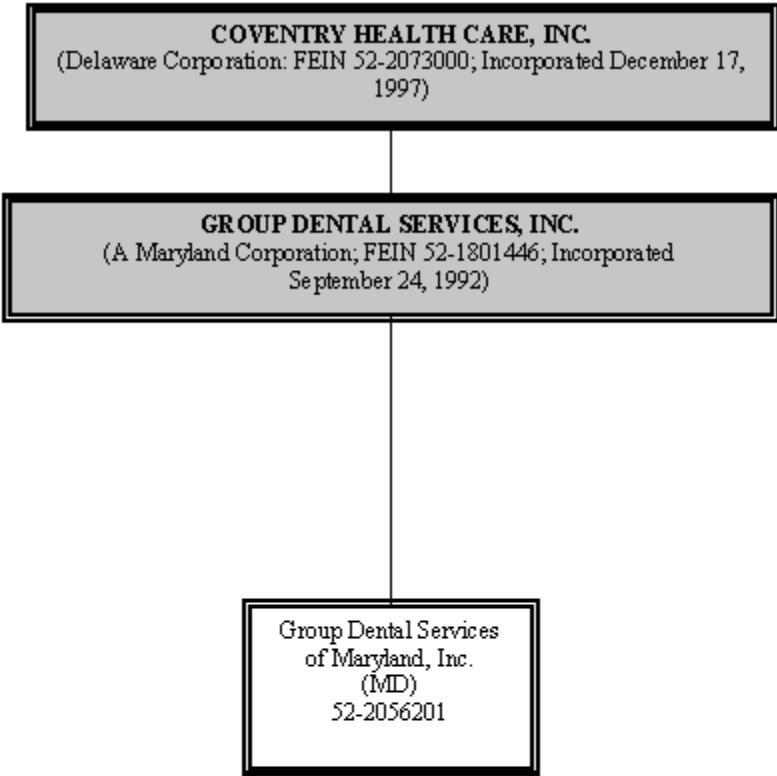 COVENTRY HEALTH CARE, INC.
(Delaware Corporation: FEIN 52-2073000; Incorporated December 17,
1997)
GROUP DENTAL SERVICES, INC.
(A Maryland Corporation; FEIN 52-1801446; Incorporated
September 24, 1992)
Group Dental Services
of Maryland, Inc.
(MD)
52-2056201